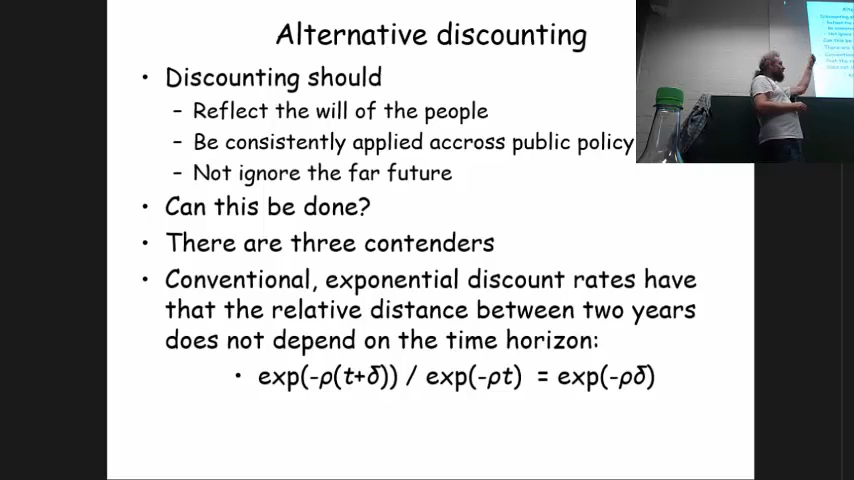 Alternative discounting
• Discounting should
– Reflect the will of the people
– Be consistently applied accross public policy
– Not ignore the far future
• Can this be done?
• There are three contenders
• Conventional, exponential discount rates have
that the relative distance between two years
does not depend on the time horizon:
• exp(-ρ(t+δ)) / exp(-ρt) = exp(-ρδ)